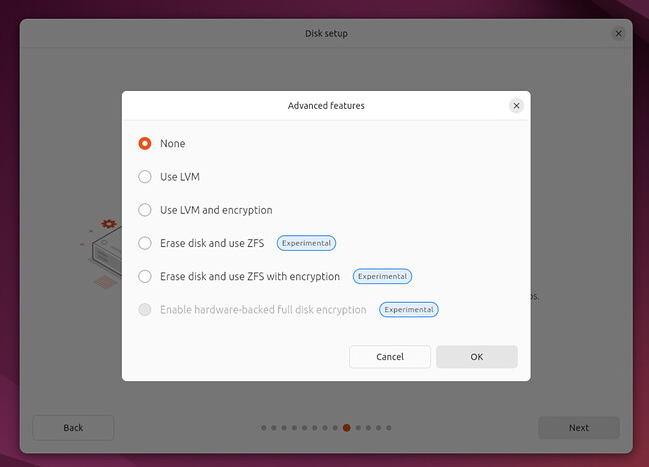 Disk setup
Advanced features
None
Use LVM
Use LVM and encryption
Erase disk and use ZFS Experimental
Erase disk and use ZFS with encryption Experimental
Enable hardware-backed full disk encryption Experimental
Cancel OK
Back Next